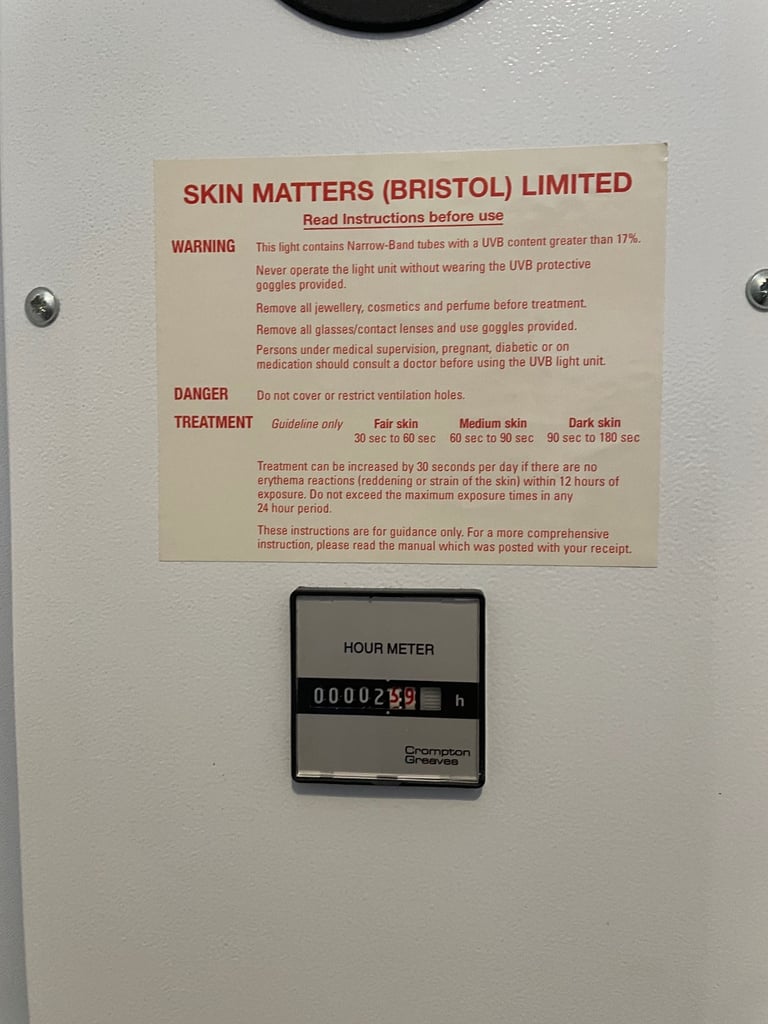 SKIN MATTERS (BRISTOL) LIMITED
Read Instructions before use
WARNING This light contains Narrow-Band tubes with a UVB content greater than 17%.
Never operate the light unit without wearing the UVB protective
goggles provided.
Remove all jewellery, cosmetics and perfume before treatment.
Remove all glasses/contact lenses and use goggles provided.
Persons under medical supervision, pregnant, diabetic or on
medication should consult a doctor before using the UVB light unit.
DANGER Do not cover or restrict ventilation holes.
TREATMENT Guideline only Fair skin Medium skin Dark skin
30 sec to 60 sec 60 sec to 90 sec 90 sec to 180 sec
Treatment can be increased by 30 seconds per day if there are no
erythema reactions (reddening or strain of the skin) within 12 hours of
exposure. Do not exceed the maximum exposure times in any
24 hour period.
These instructions are for guidance only. For a more comprehensive
instruction, please read the manual which was posted with your receipt.
HOUR METER
0000259 h
Crompton
Greaves